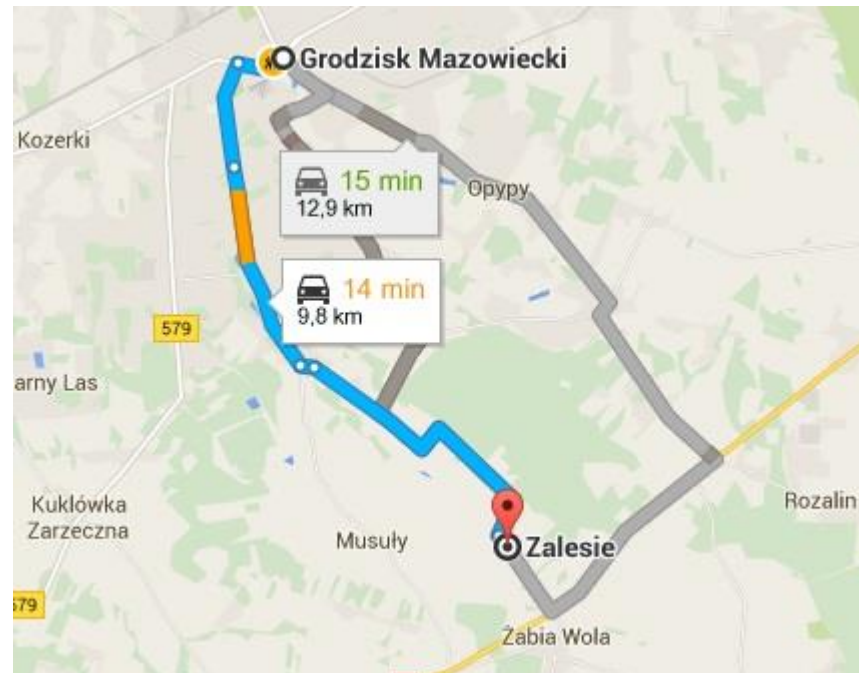 Grodzisk Mazowiecki
Kozerki
15 min
12,9 km
Opypy
14 min
9,8 km
579
arny Las
Kuklówka
Zarzeczna
Rozalin
Musuły
Zalesie
579
Żabia Wola